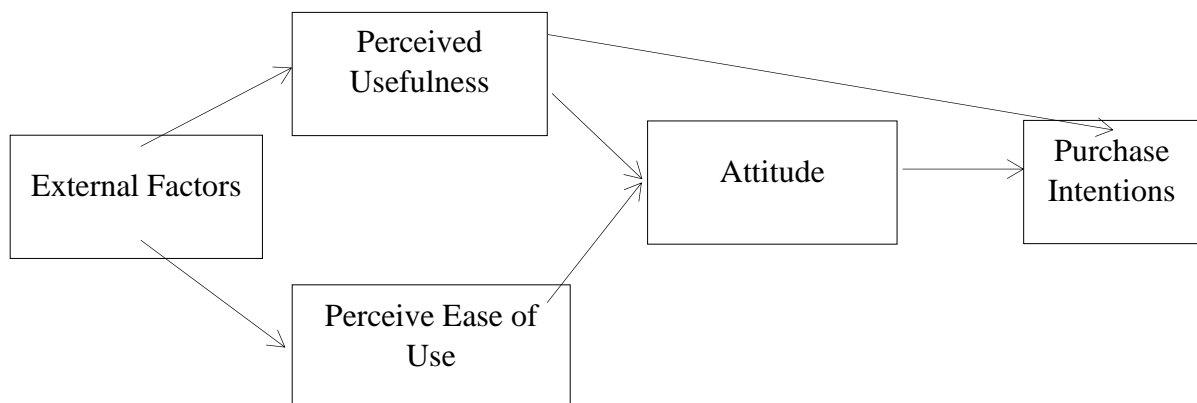 Perceived
Usefulness
External Factors
Perceive Ease of
Use
Attitude
Purchase
Intentions